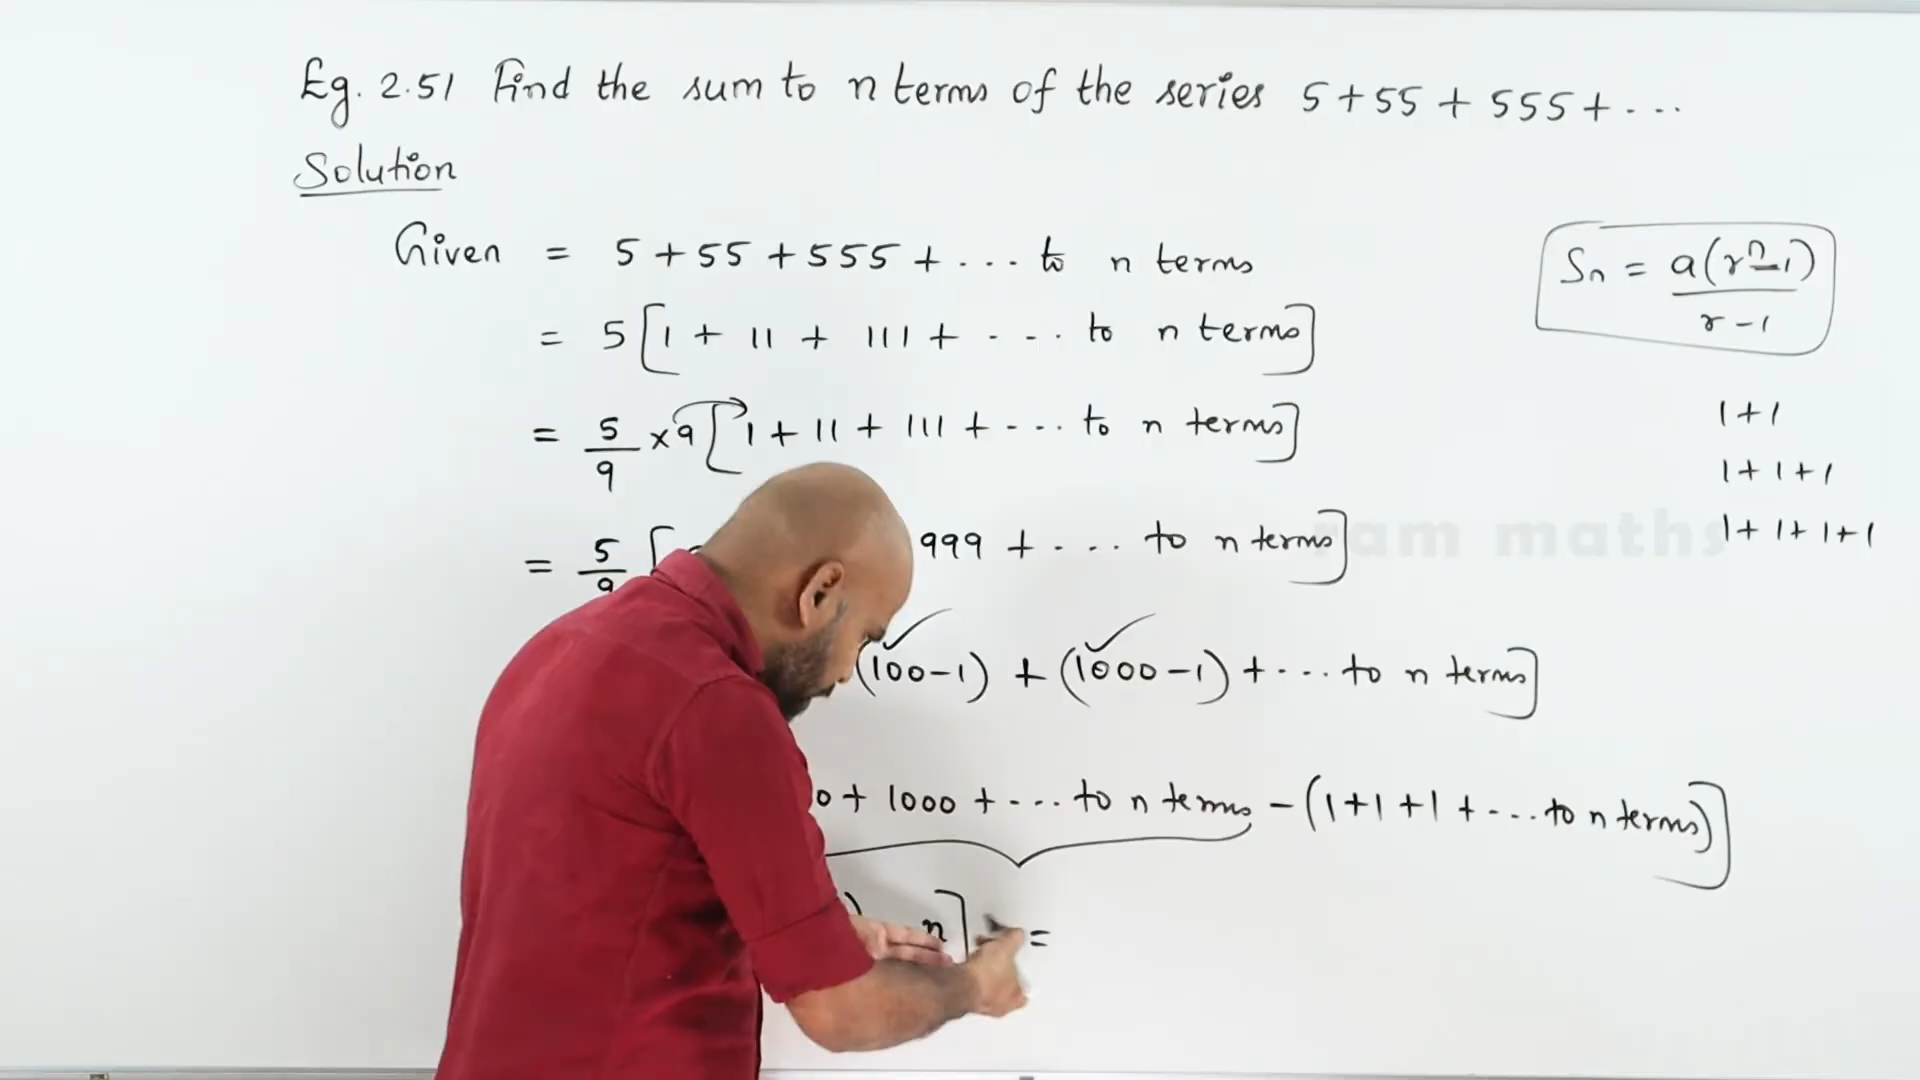 Eg. 2.51 Find the sum to n terms of the series 5+55+555+...
Solution
Given = 5+55+555+... to n terms
= 5[1 + 11 + 111 + ... to n terms]
Sn = a(rⁿ-1)/r-1
= 5/9 ×9[1 + 11 + 111 + ... to n terms]
1+1
1+1+1
= 5/9 [ 999 + ... to n terms]
1+1+1+1
ram maths
(100-1) + (1000-1) + ... to n terms]
0+ 1000 + ... to n terms - (1+1+1 + ... to n terms)]
) n] =